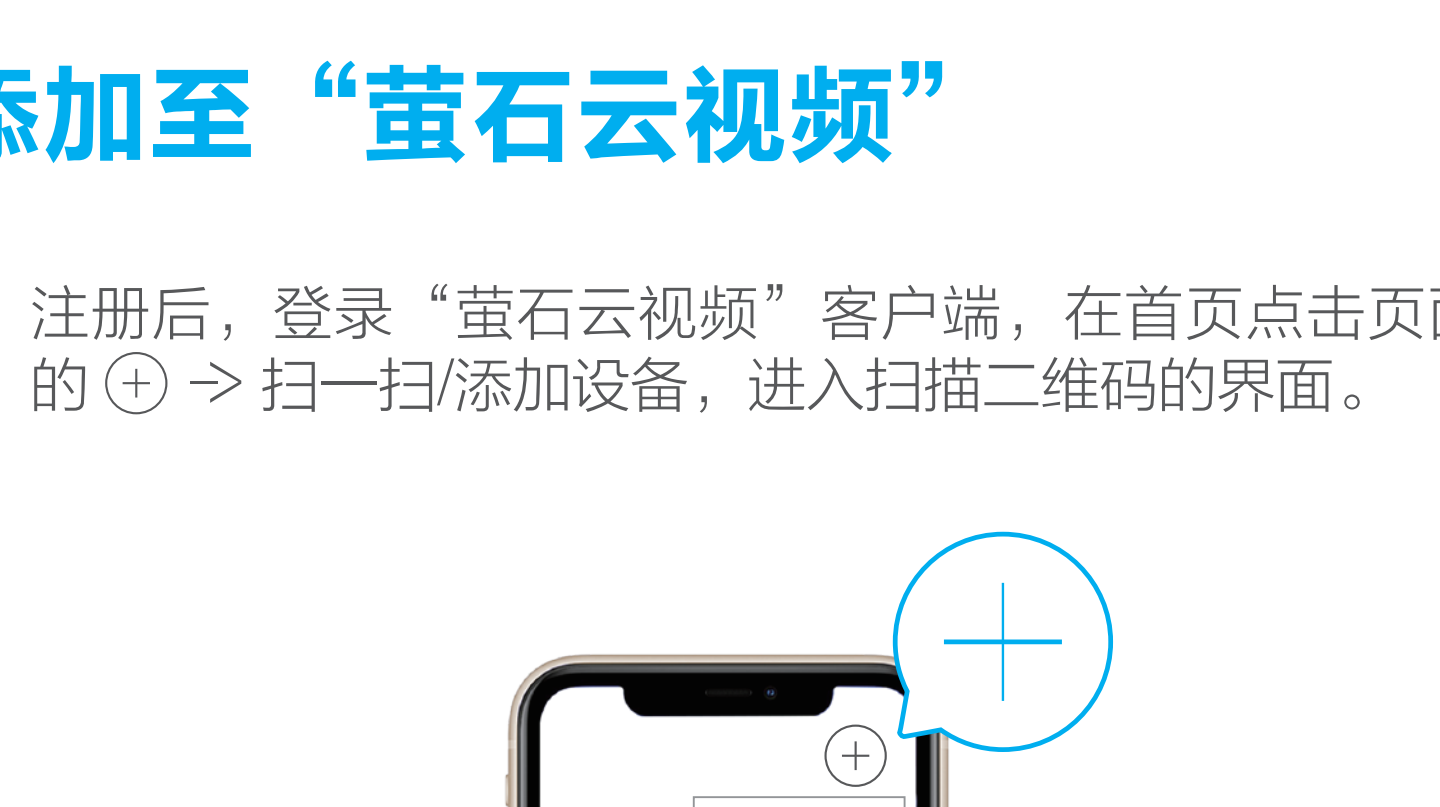 添加至“萤石云视频”
注册后，登录“萤石云视频”客户端，在首页点击页面
的 ⊕ -> 扫一扫/添加设备，进入扫描二维码的界面。